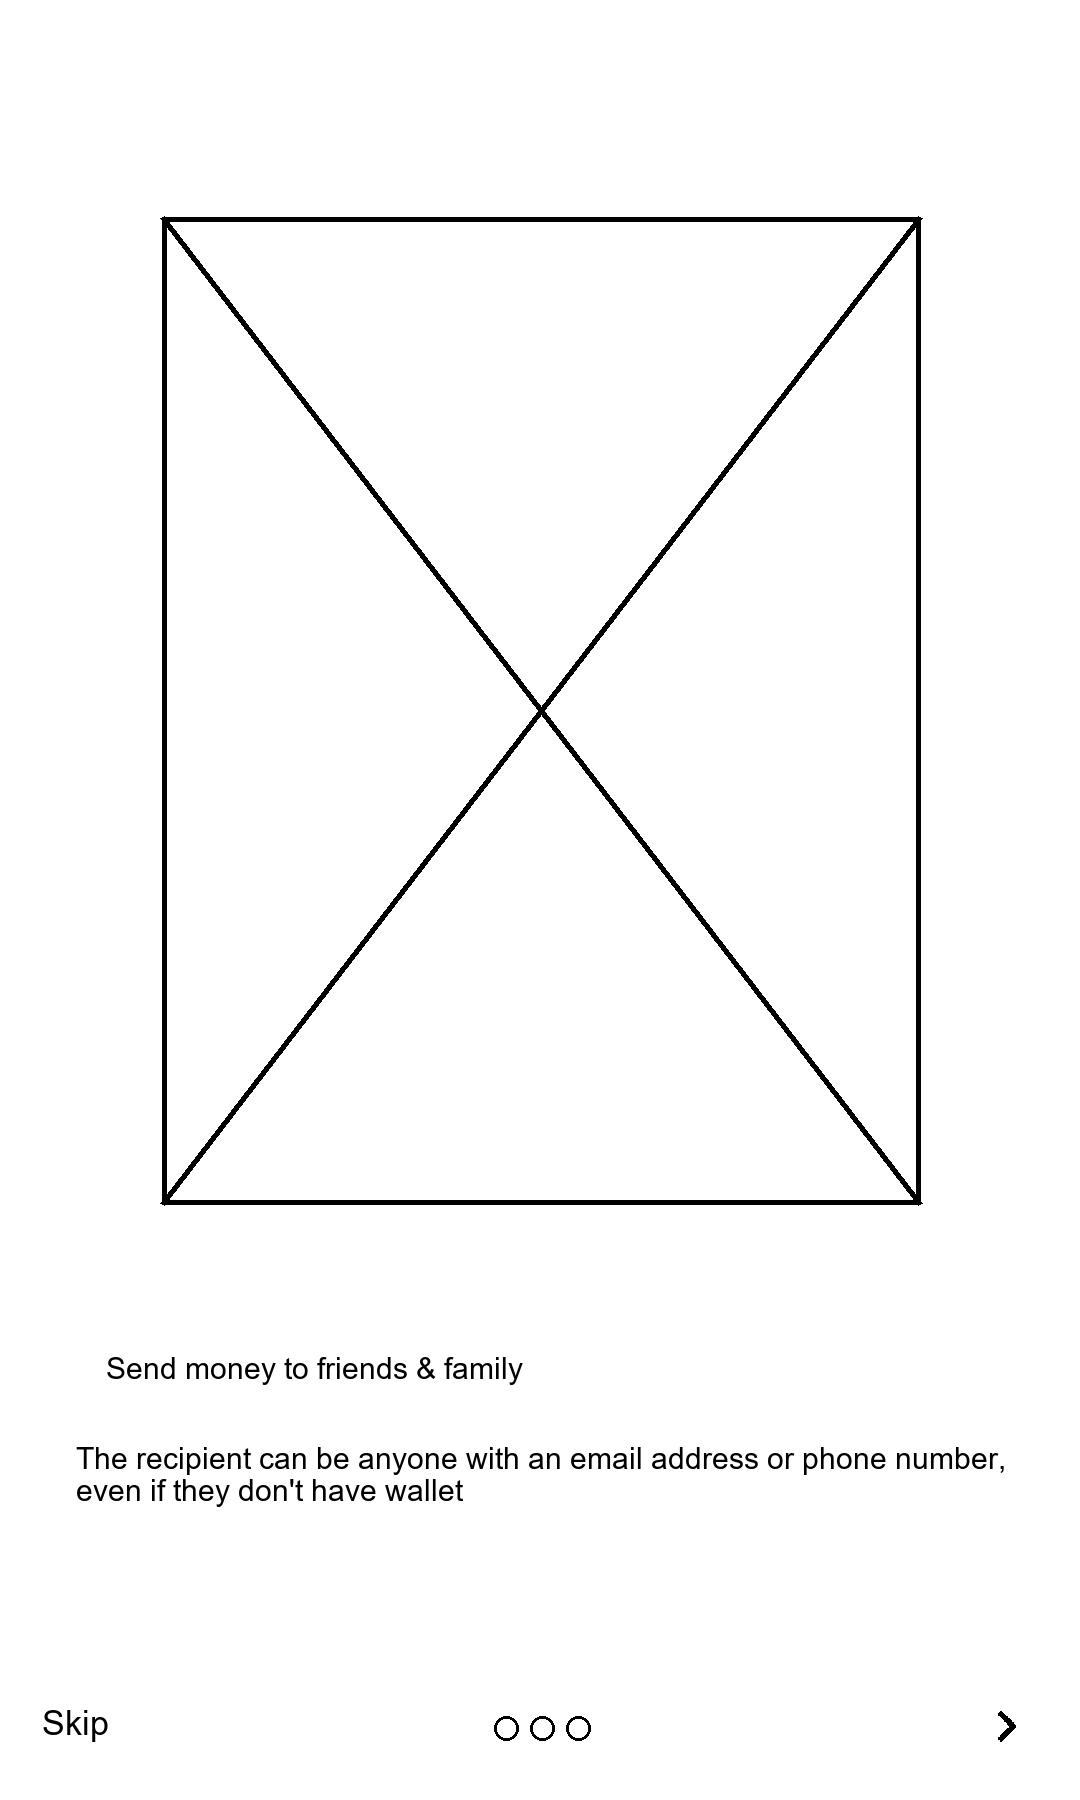 Send money to friends & family
The recipient can be anyone with an email address or phone number,
even if they don't have wallet
Skip